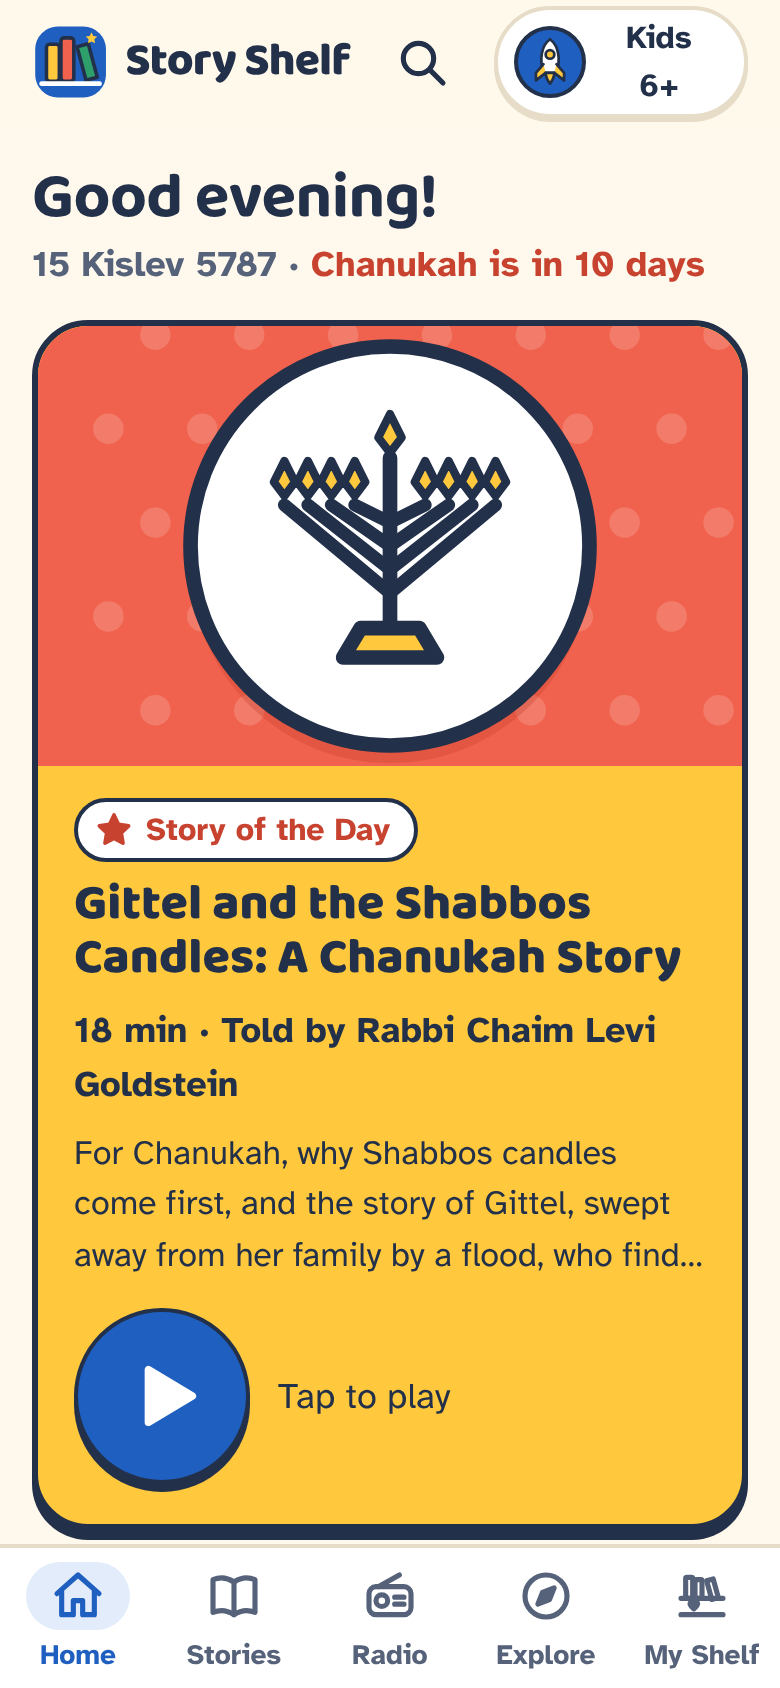 Story Shelf
Kids
6+
Good evening!
15 Kislev 5787 · Chanukah is in 10 days
Story of the Day
Gittel and the Shabbos
Candles: A Chanukah Story
18 min · Told by Rabbi Chaim Levi
Goldstein
For Chanukah, why Shabbos candles
come first, and the story of Gittel, swept
away from her family by a flood, who find...
Tap to play
Home
Stories
Radio
Explore
My Shelf